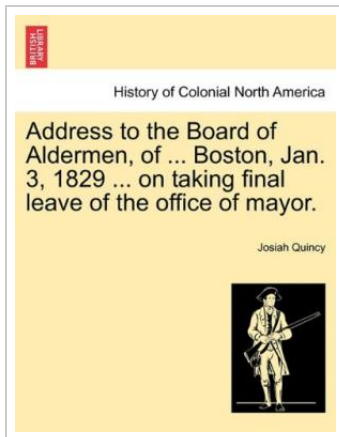 BRITISH
LIBRARY
History of Colonial North America
Address to the Board of
Aldermen, of ... Boston, Jan.
3, 1829 ... on taking final
leave of the office of mayor.
Josiah Quincy